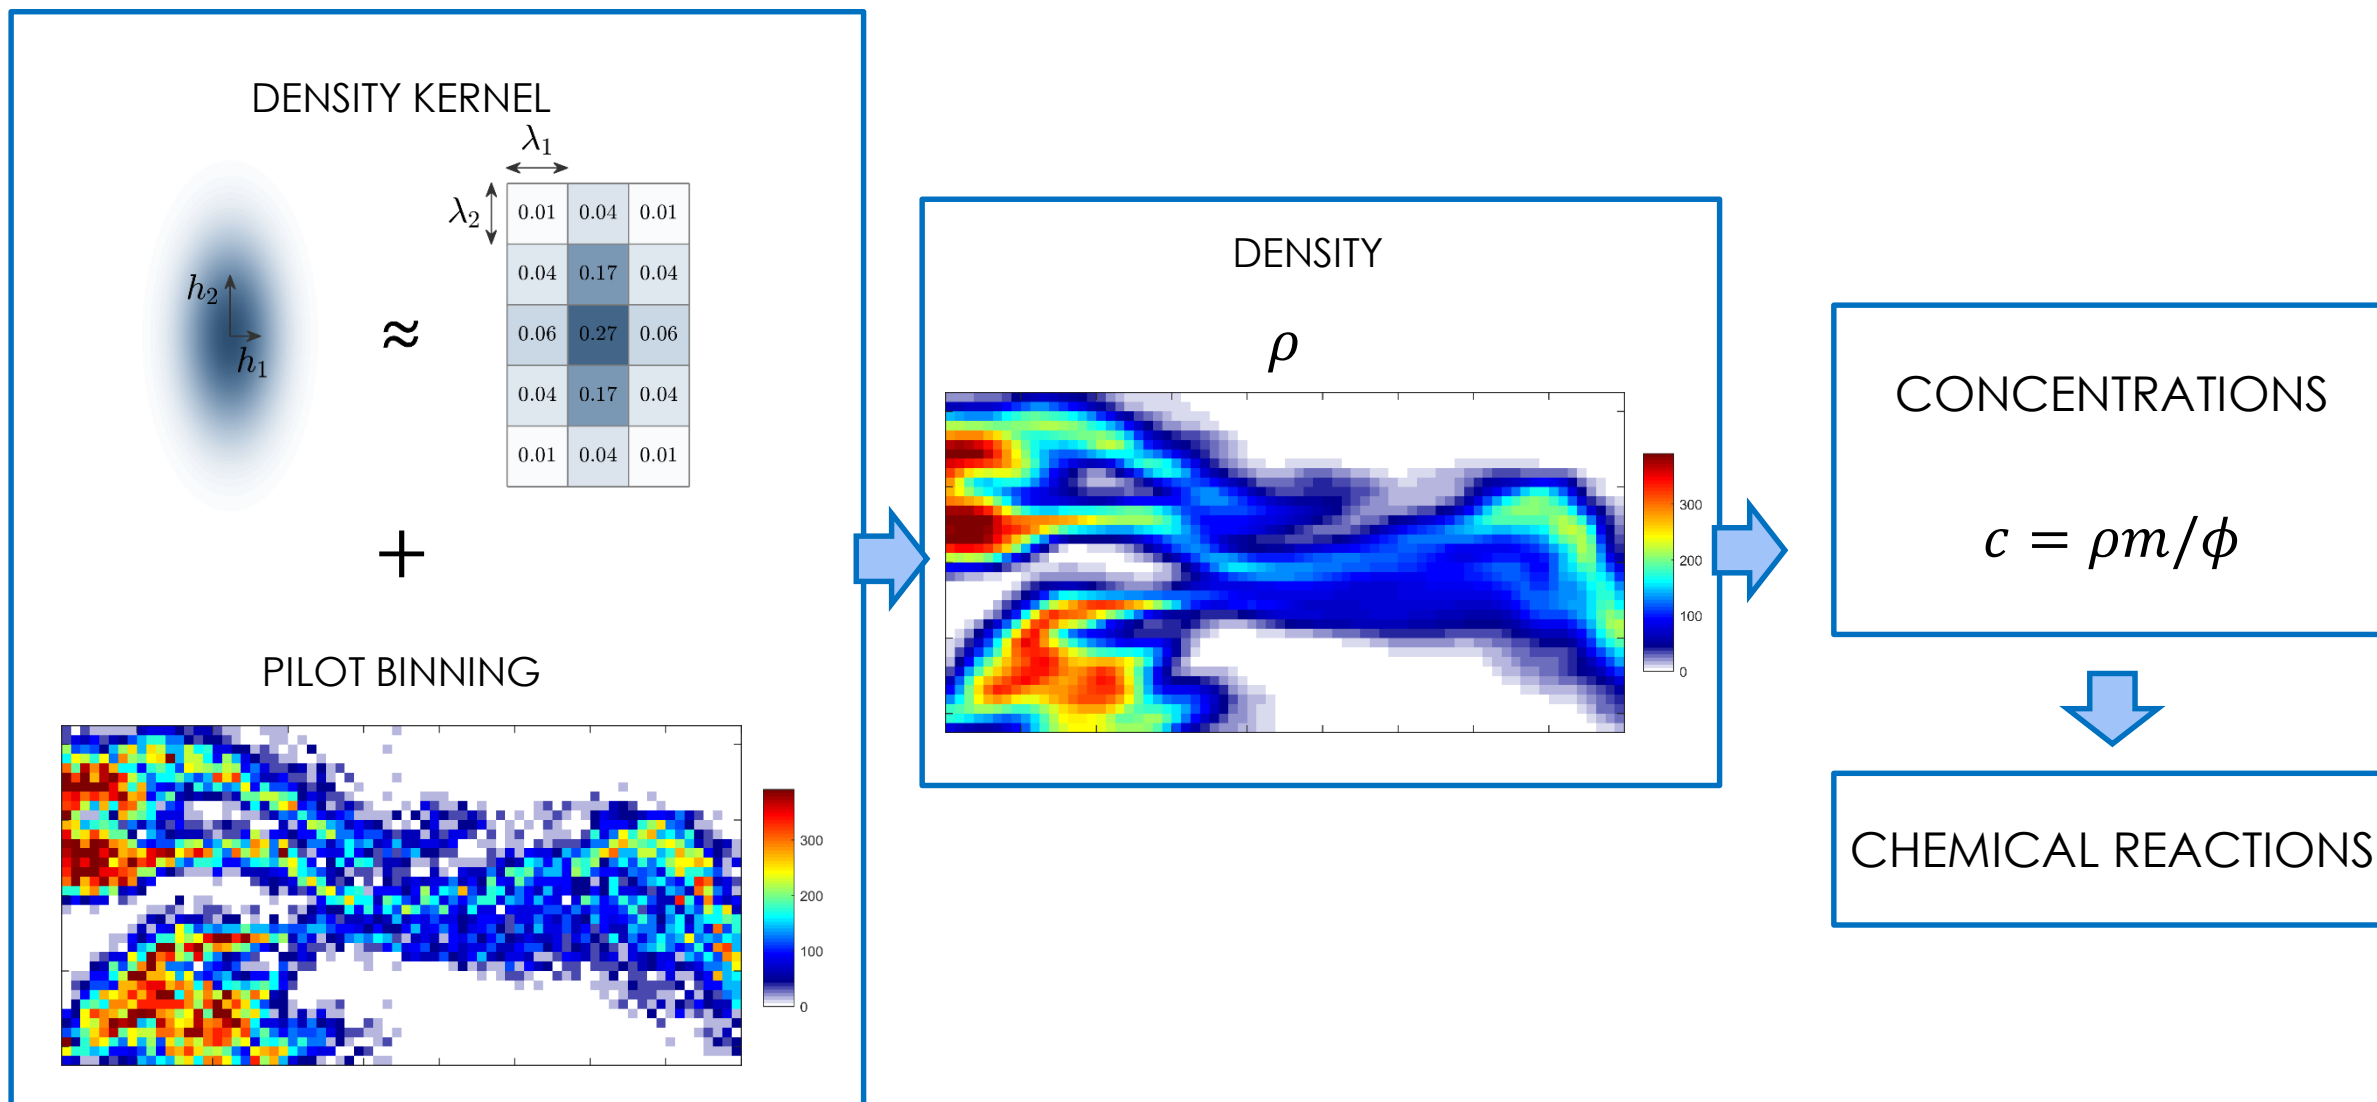 DENSITY KERNEL
λ₁
λ₂
0.01 0.04 0.01
0.04 0.17 0.04
0.06 0.27 0.06
0.04 0.17 0.04
0.01 0.04 0.01
h₂
h₁
≈
+
PILOT BINNING
300
200
100
0
DENSITY
ρ
300
200
100
0
CONCENTRATIONS
c = ρm/ϕ
CHEMICAL REACTIONS